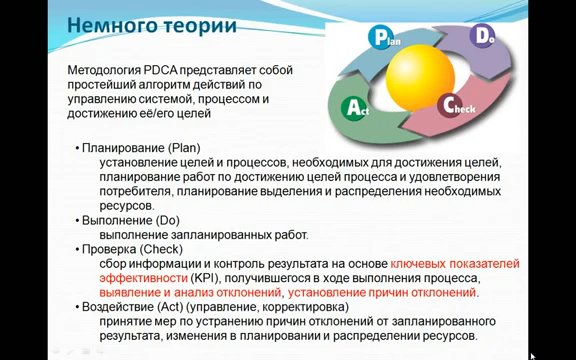 Немного теории
Plan
Do
Методология PDCA представляет собой
простейший алгоритм действий по
управлению системой, процессом и
достижению её/его целей
Act
Check
• Планирование (Plan)
установление целей и процессов, необходимых для достижения целей,
планирование работ по достижению целей процесса и удовлетворения
потребителя, планирование выделения и распределения необходимых
ресурсов.
• Выполнение (Do)
выполнение запланированных работ.
• Проверка (Check)
сбор информации и контроль результата на основе ключевых показателей
эффективности (KPI), получившегося в ходе выполнения процесса,
выявление и анализ отклонений, установление причин отклонений.
• Воздействие (Act) (управление, корректировка)
принятие мер по устранению причин отклонений от запланированного
результата, изменения в планировании и распределении ресурсов.